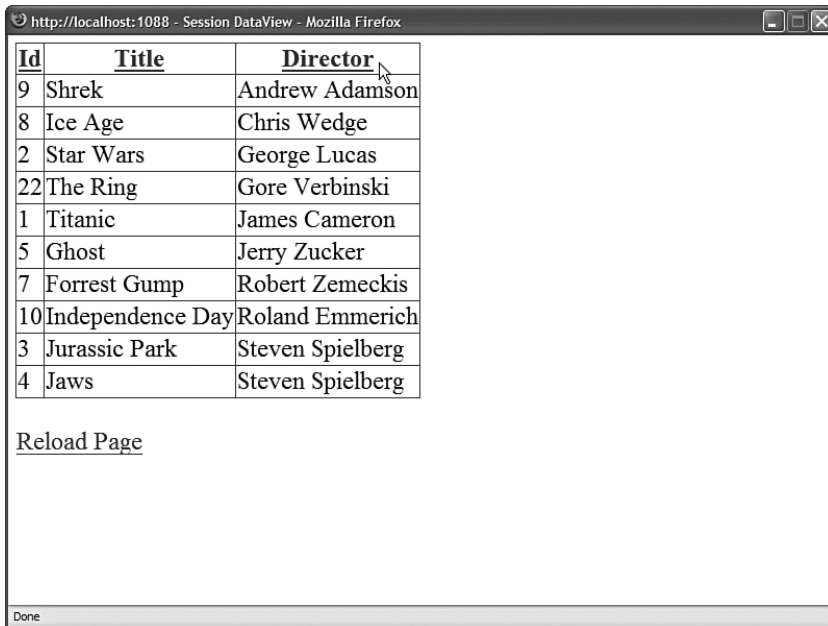 http://localhost:1088 - Session DataView - Mozilla Firefox
Id Title Director
9 Shrek Andrew Adamson
8 Ice Age Chris Wedge
2 Star Wars George Lucas
22 The Ring Gore Verbinski
1 Titanic James Cameron
5 Ghost Jerry Zucker
7 Forrest Gump Robert Zemeckis
10 Independence Day Roland Emmerich
3 Jurassic Park Steven Spielberg
4 Jaws Steven Spielberg
Reload Page
Done